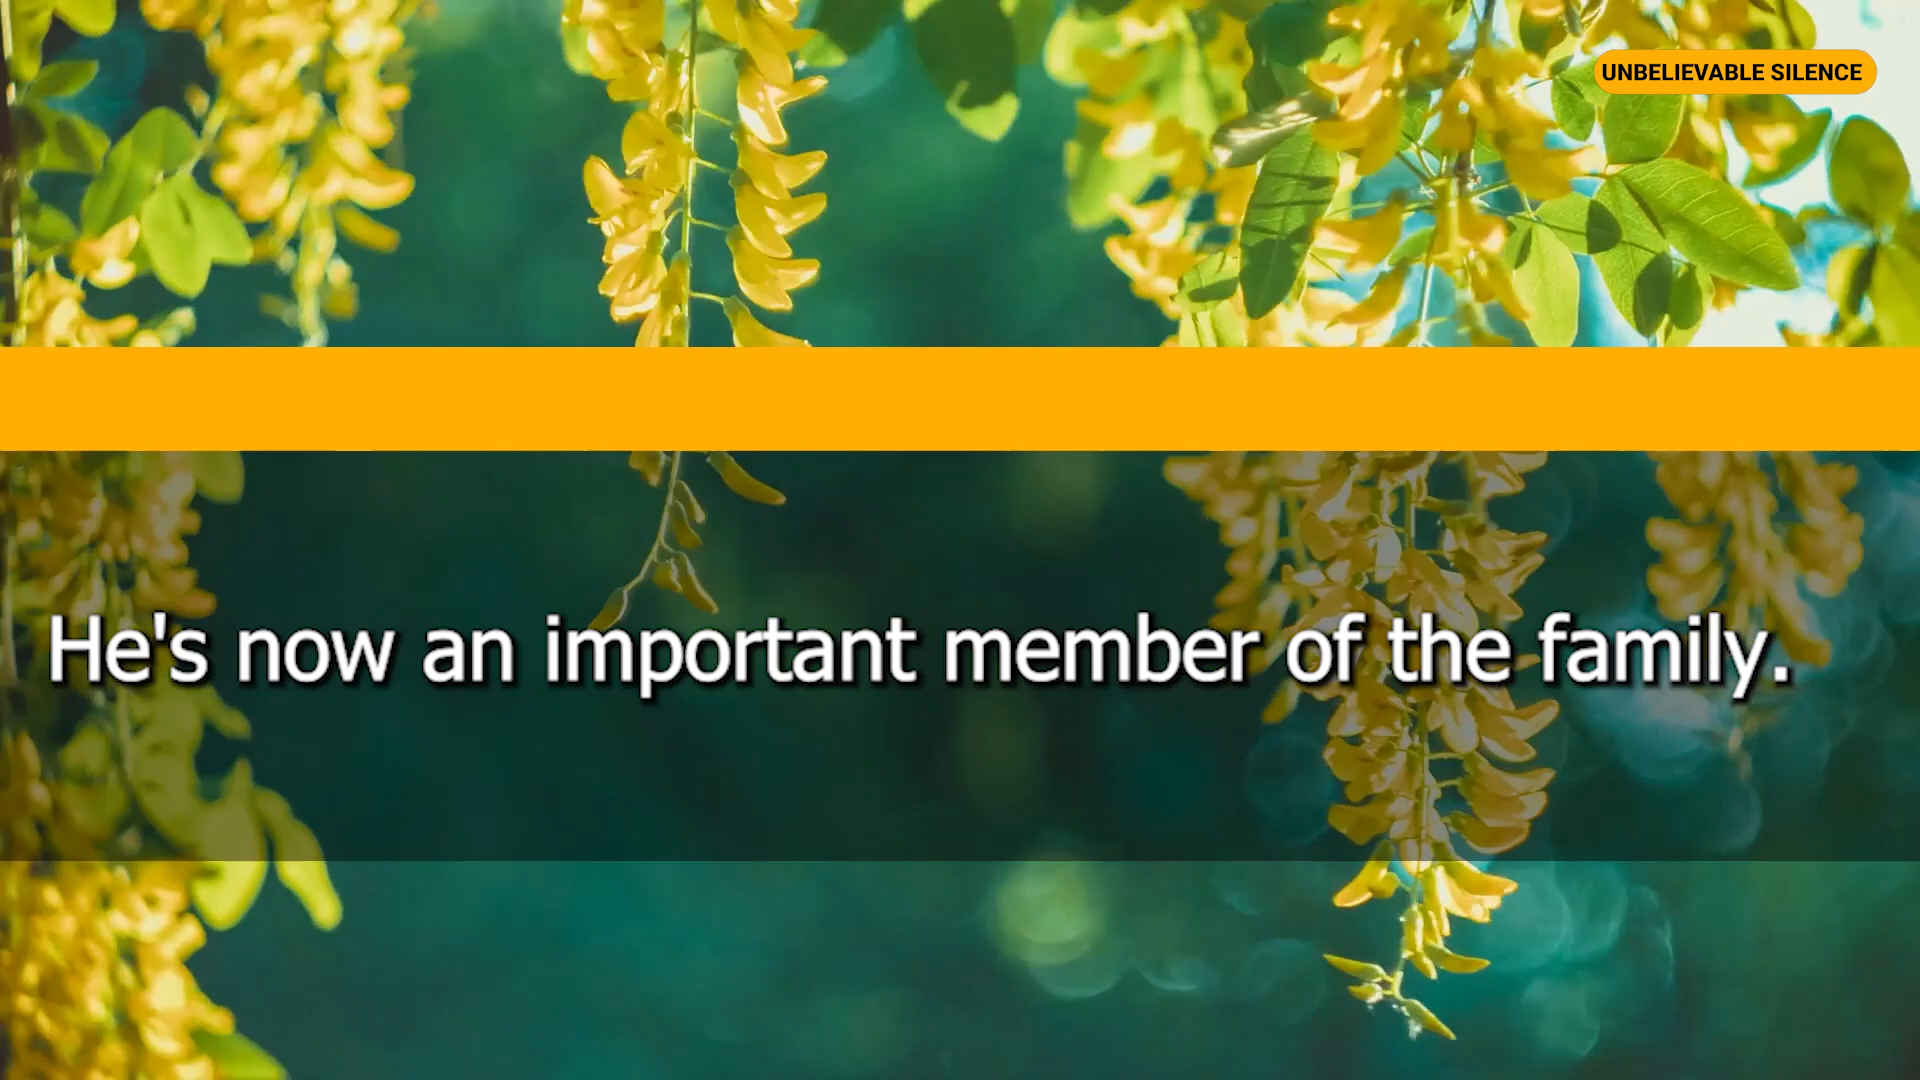 UNBELIEVABLE SILENCE
He's now an important member of the family.